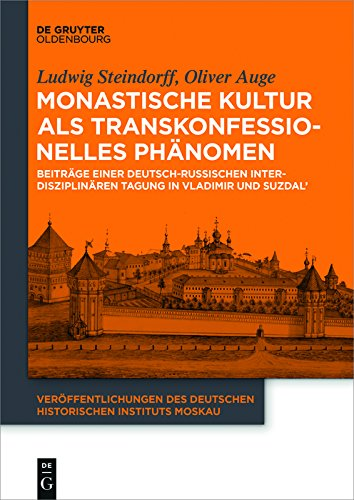 DE GRUYTER
OLDENBOURG
Ludwig Steindorff, Oliver Auge
MONASTISCHE KULTUR
ALS TRANSKONFESSIO-
NELLES PHÄNOMEN
BEITRÄGE EINER DEUTSCH-RUSSISCHEN INTER-
DISZIPLINÄREN TAGUNG IN VLADIMIR UND SUZDAL’
VERÖFFENTLICHUNGEN DES DEUTSCHEN
HISTORISCHEN INSTITUTS MOSKAU
DE
G